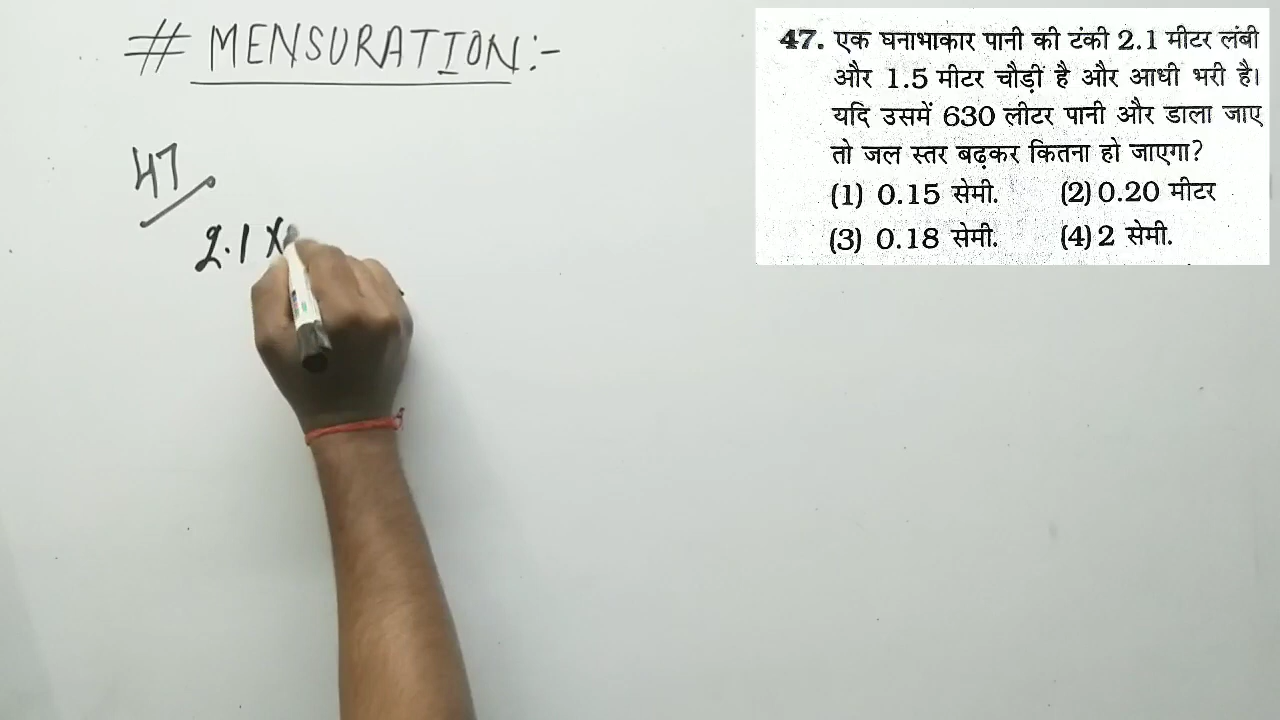 # MENSURATION:-
47
2.1 X
47. एक घनाभाकार पानी की टंकी 2.1 मीटर लंबी
और 1.5 मीटर चौड़ीं है और आधी भरी है।
यदि उसमें 630 लीटर पानी और डाला जाए
तो जल स्तर बढ़कर कितना हो जाएगा?
(1) 0.15 सेमी. (2) 0.20 मीटर
(3) 0.18 सेमी. (4) 2 सेमी.